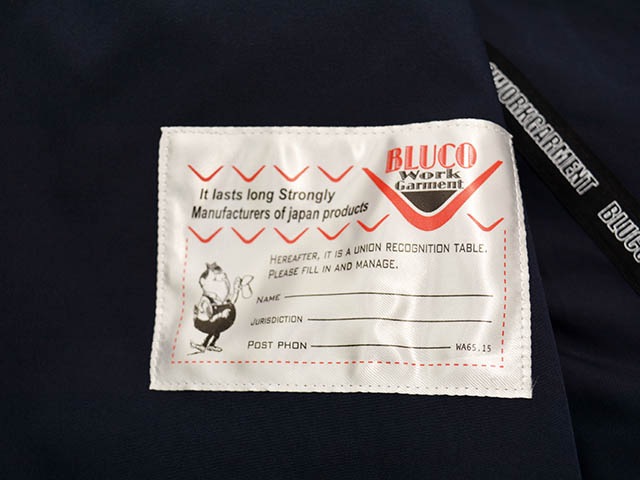 BLUCO
Work
Garment
It lasts long Strongly
Manufacturers of japan products
HEREAFTER, IT IS A UNION RECOGNITION TABLE.
PLEASE FILL IN AND MANAGE.
NAME
JURISDICTION
POST PHON
WA65.15
WORKGARMENT
BLUCO